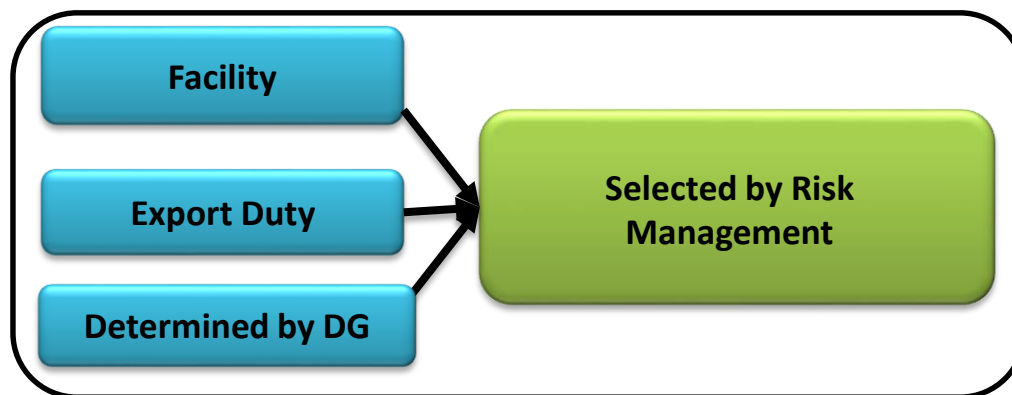 Facility
Export Duty
Determined by DG
Selected by Risk
Management